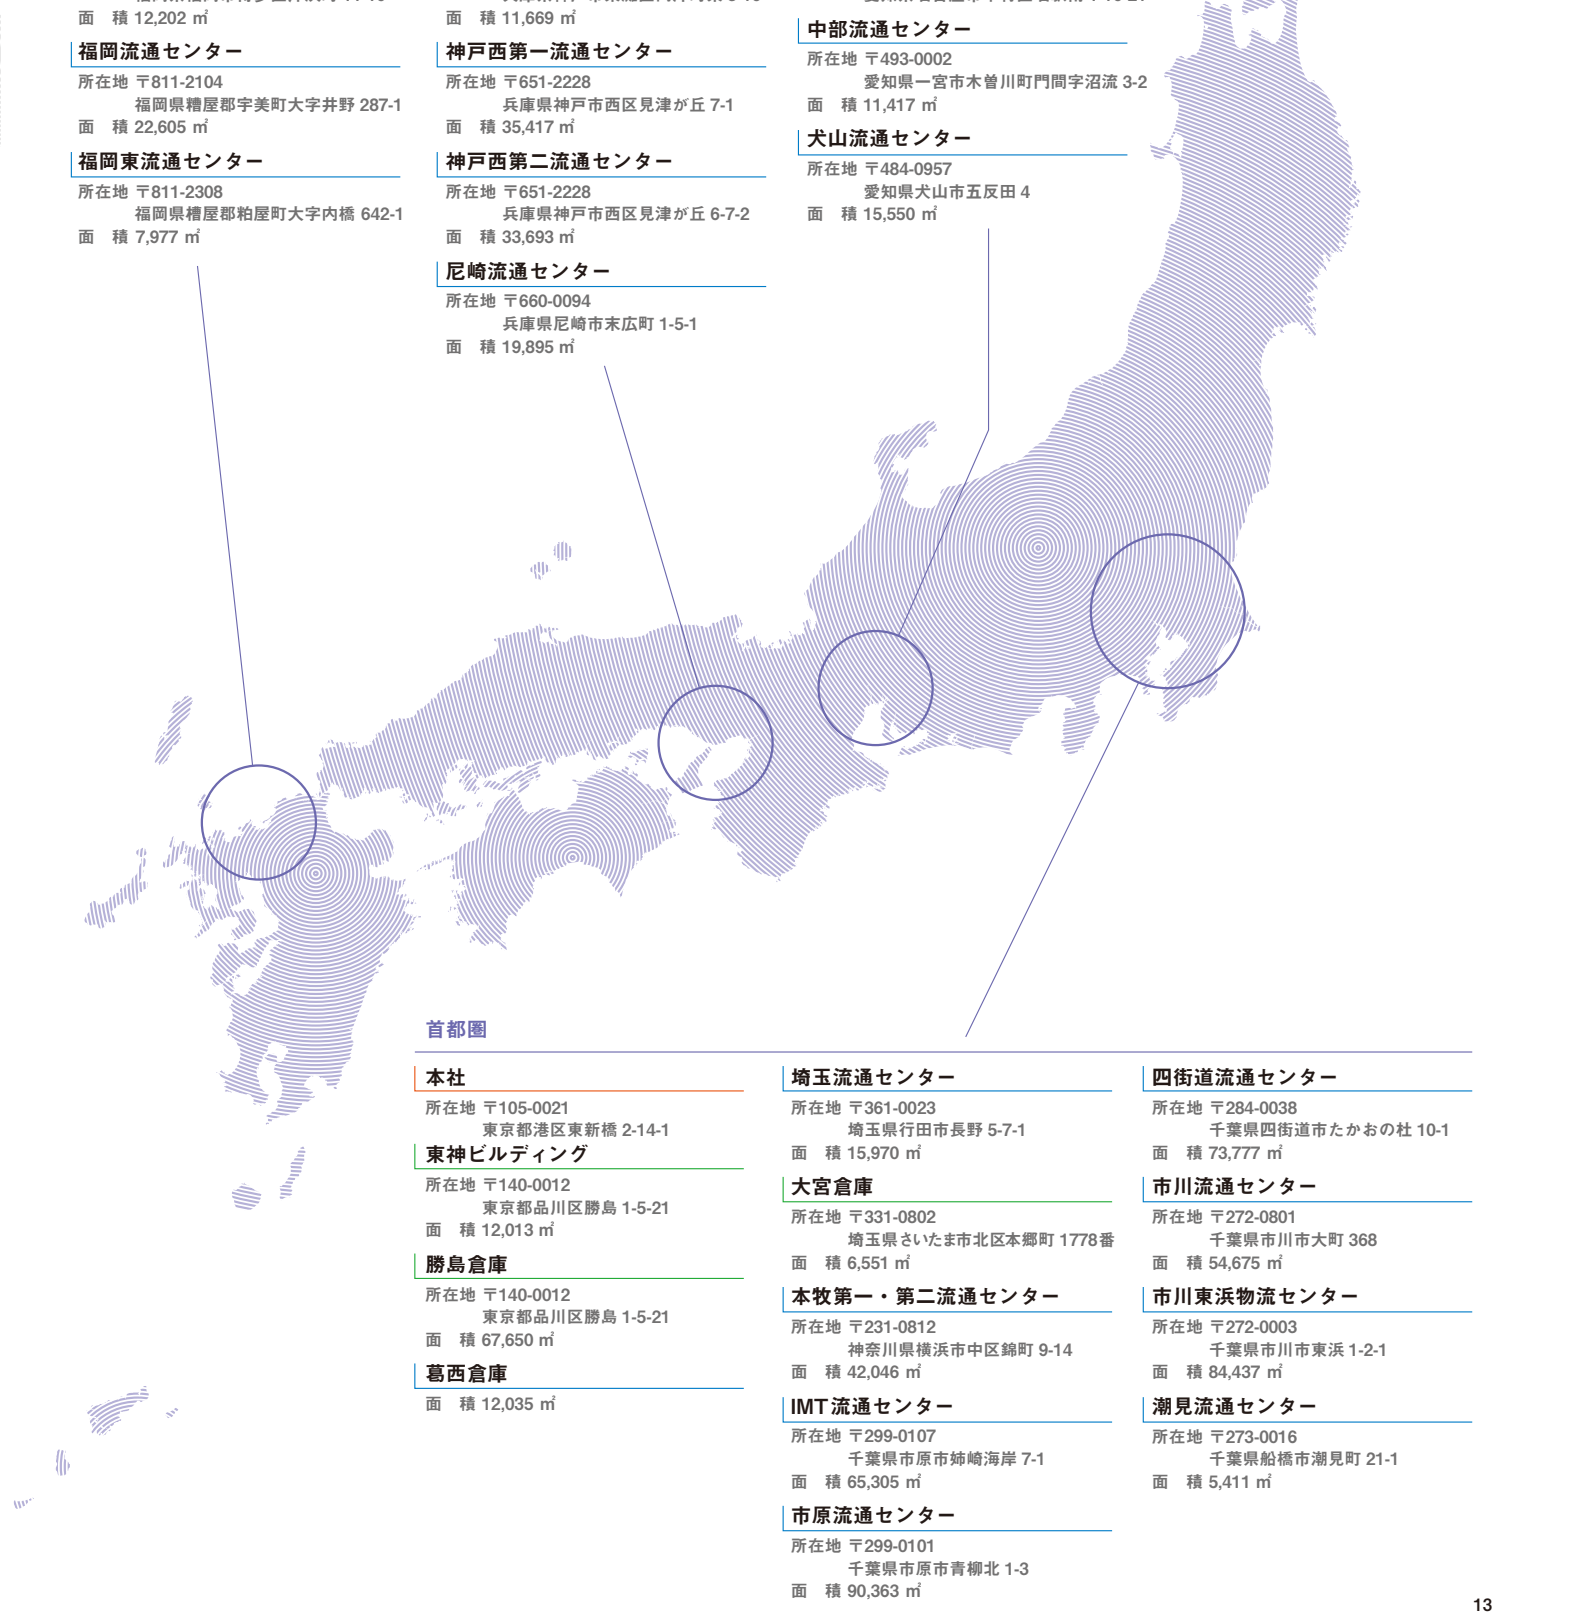 面　積 12,202 ㎡
福岡流通センター
所在地 〒811-2104
福岡県糟屋郡宇美町大字井野 287-1
面　積 22,605 ㎡
福岡東流通センター
所在地 〒811-2308
福岡県槽屋郡粕屋町大字内橋 642-1
面　積 7,977 ㎡
面　積 11,669 ㎡
神戸西第一流通センター
所在地 〒651-2228
兵庫県神戸市西区見津が丘 7-1
面　積 35,417 ㎡
神戸西第二流通センター
所在地 〒651-2228
兵庫県神戸市西区見津が丘 6-7-2
面　積 33,693 ㎡
尼崎流通センター
所在地 〒660-0094
兵庫県尼崎市末広町 1-5-1
面　積 19,895 ㎡
中部流通センター
所在地 〒493-0002
愛知県一宮市木曽川町門間字沼流 3-2
面　積 11,417 ㎡
犬山流通センター
所在地 〒484-0957
愛知県犬山市五反田 4
面　積 15,550 ㎡
首都圏
本社
所在地 〒105-0021
東京都港区東新橋 2-14-1
東神ビルディング
所在地 〒140-0012
東京都品川区勝島 1-5-21
面　積 12,013 ㎡
勝島倉庫
所在地 〒140-0012
東京都品川区勝島 1-5-21
面　積 67,650 ㎡
葛西倉庫
面　積 12,035 ㎡
埼玉流通センター
所在地 〒361-0023
埼玉県行田市長野 5-7-1
面　積 15,970 ㎡
大宮倉庫
所在地 〒331-0802
埼玉県さいたま市北区本郷町 1778番
面　積 6,551 ㎡
本牧第一・第二流通センター
所在地 〒231-0812
神奈川県横浜市中区錦町 9-14
面　積 42,046 ㎡
IMT流通センター
所在地 〒299-0107
千葉県市原市姉崎海岸 7-1
面　積 65,305 ㎡
市原流通センター
所在地 〒299-0101
千葉県市原市青柳北 1-3
面　積 90,363 ㎡
四街道流通センター
所在地 〒284-0038
千葉県四街道市たかおの杜 10-1
面　積 73,777 ㎡
市川流通センター
所在地 〒272-0801
千葉県市川市大町 368
面　積 54,675 ㎡
市川東浜物流センター
所在地 〒272-0003
千葉県市川市東浜 1-2-1
面　積 84,437 ㎡
潮見流通センター
所在地 〒273-0016
千葉県船橋市潮見町 21-1
面　積 5,411 ㎡
13